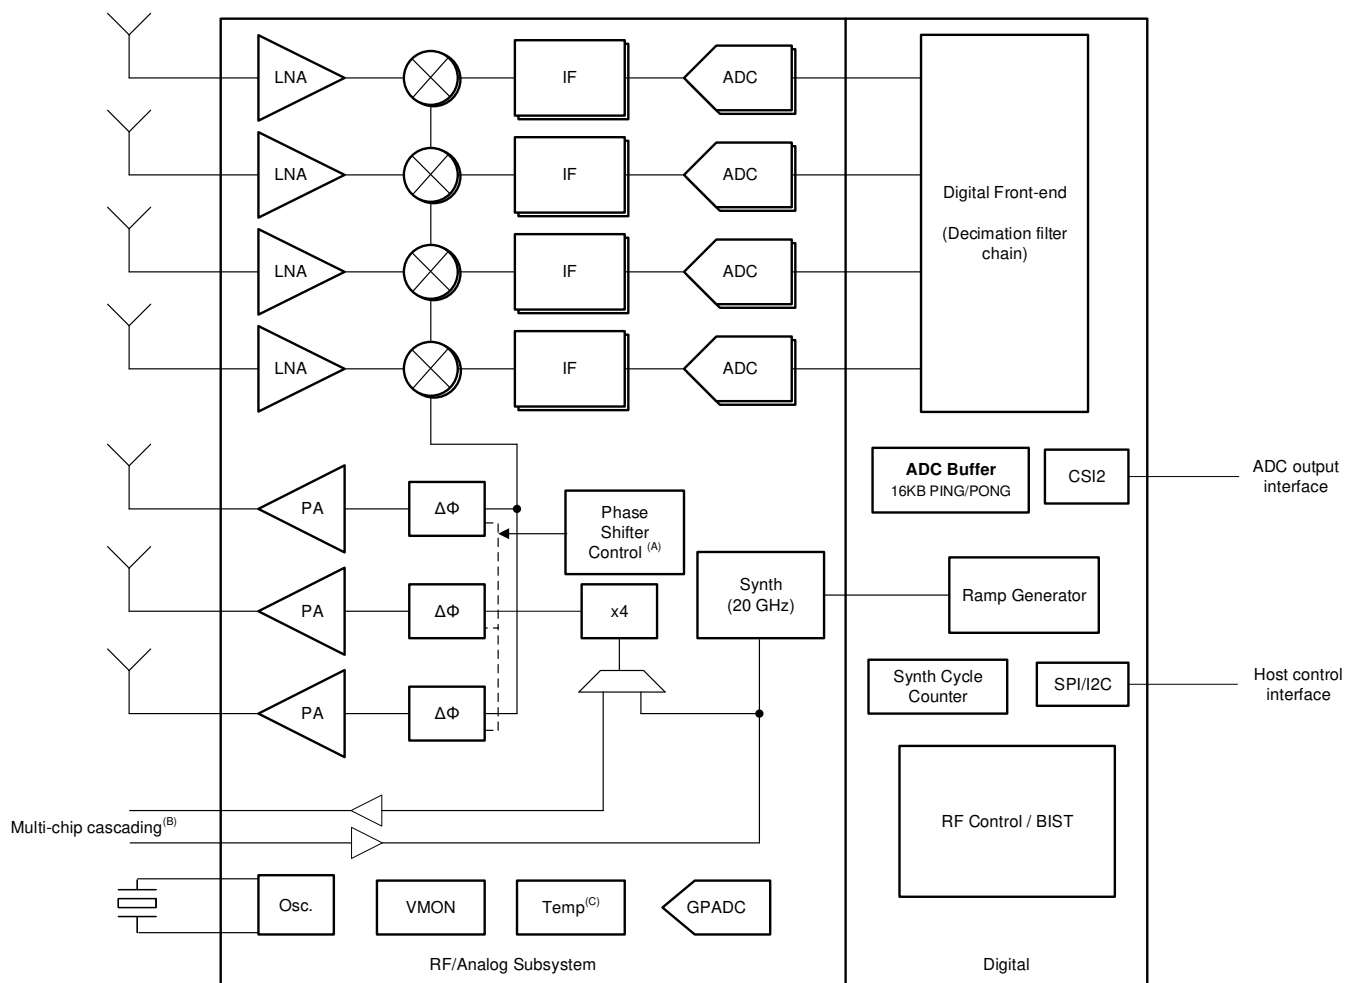 LNA
IF
ADC
LNA
IF
ADC
Digital Front-end
(Decimation filter
chain)
LNA
IF
ADC
LNA
IF
ADC
ADC Buffer
16KB PING/PONG
CSI2
ADC output
interface
PA
ΔΦ
Phase
Shifter
Control (A)
PA
ΔΦ
x4
Synth
(20 GHz)
Ramp Generator
PA
ΔΦ
Synth Cycle
Counter
SPI/I2C
Host control
interface
Multi-chip cascading(B)
RF Control / BIST
Osc.
VMON
Temp(C)
GPADC
RF/Analog Subsystem
Digital